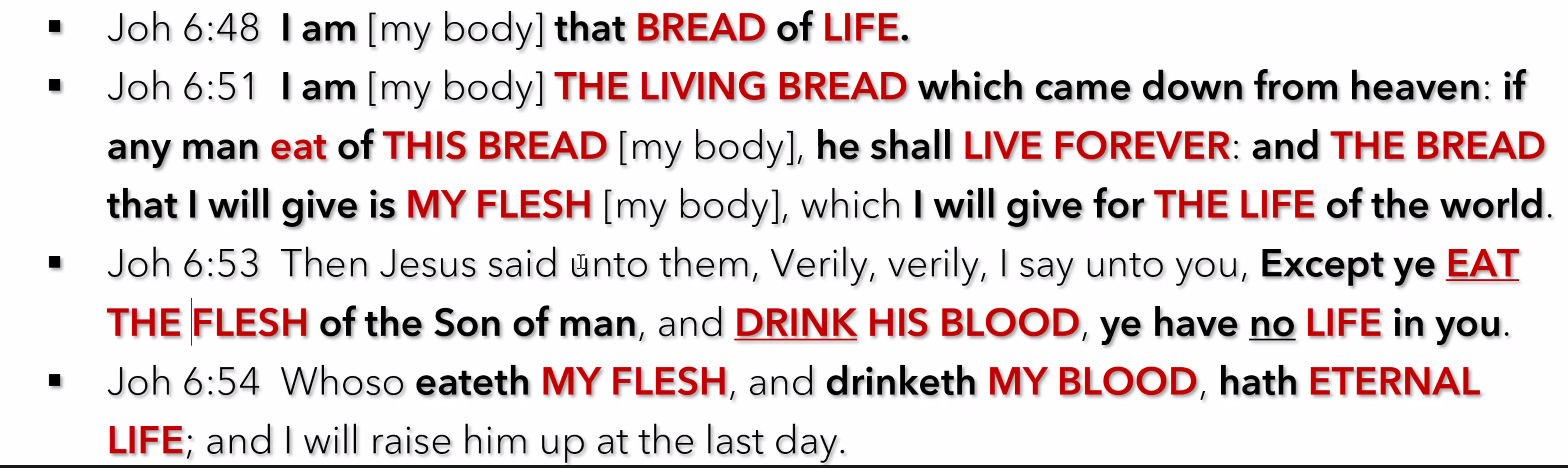 ▪ Joh 6:48 I am [my body] that BREAD of LIFE.
▪ Joh 6:51 I am [my body] THE LIVING BREAD which came down from heaven: if
any man eat of THIS BREAD [my body], he shall LIVE FOREVER: and THE BREAD
that I will give is MY FLESH [my body], which I will give for THE LIFE of the world.
▪ Joh 6:53 Then Jesus said unto them, Verily, verily, I say unto you, Except ye EAT
THE FLESH of the Son of man, and DRINK HIS BLOOD, ye have no LIFE in you.
▪ Joh 6:54 Whoso eateth MY FLESH, and drinketh MY BLOOD, hath ETERNAL
LIFE; and I will raise him up at the last day.